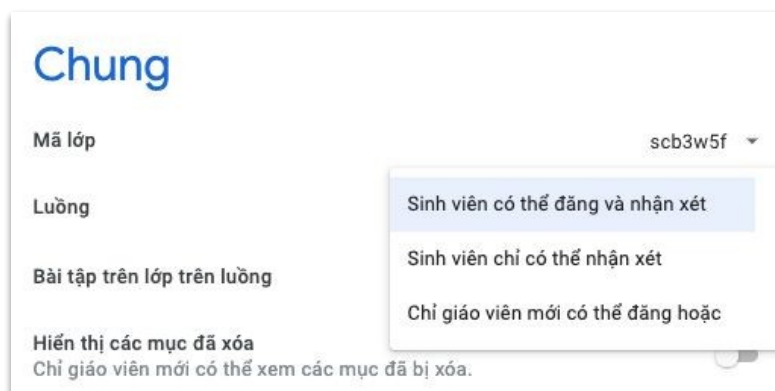 Chung
Mã lớp
scb3w5f
Luồng
Sinh viên có thể đăng và nhận xét
Sinh viên chỉ có thể nhận xét
Bài tập trên lớp trên luồng
Chỉ giáo viên mới có thể đăng hoặc
Hiển thị các mục đã xóa
Chỉ giáo viên mới có thể xem các mục đã bị xóa.